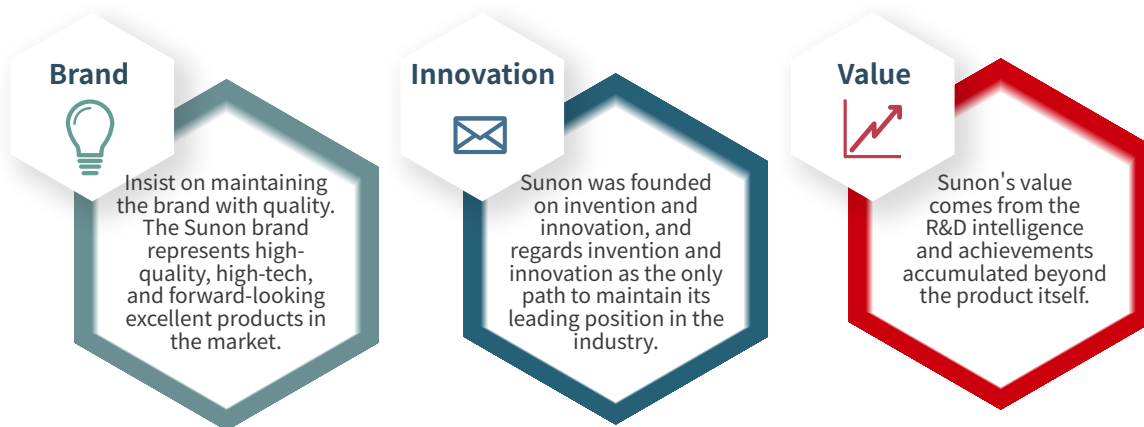 Brand
Insist on maintaining
the brand with quality.
The Sunon brand
represents high-
quality, high-tech,
and forward-looking
excellent products in
the market.
Innovation
Sunon was founded
on invention and
innovation, and
regards invention and
innovation as the only
path to maintain its
leading position in the
industry.
Value
Sunon's value
comes from the
R&D intelligence
and achievements
accumulated beyond
the product itself.